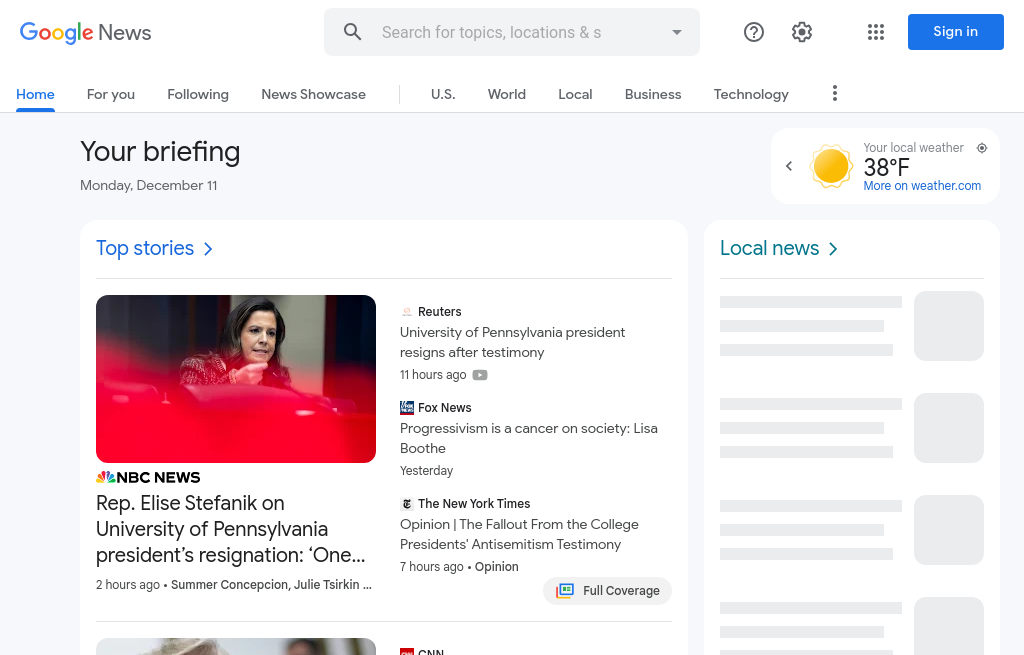 Google News
Search for topics, locations & s
Sign in
Home
For you
Following
News Showcase
U.S.
World
Local
Business
Technology
Your briefing
Monday, December 11
Your local weather
38°F
More on weather.com
Top stories
NBC NEWS
Rep. Elise Stefanik on
University of Pennsylvania
president's resignation: ‘One...
2 hours ago • Summer Concepcion, Julie Tsirkin ...
Reuters
University of Pennsylvania president
resigns after testimony
11 hours ago
Fox News
Progressivism is a cancer on society: Lisa
Boothe
Yesterday
The New York Times
Opinion | The Fallout From the College
Presidents' Antisemitism Testimony
7 hours ago • Opinion
Full Coverage
CNN
Local news